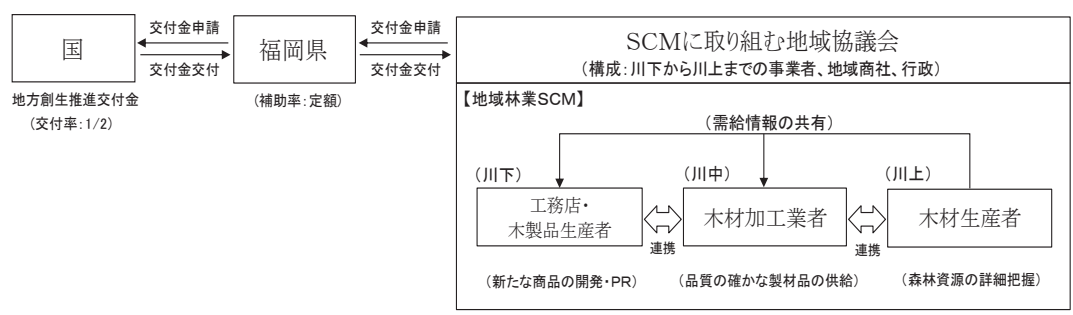 国
地方創生推進交付金
（交付率：1/2）
交付金申請
交付金交付
福岡県
（補助率：定額）
交付金申請
交付金交付
SCMに取り組む地域協議会
（構成：川下から川上までの事業者、地域商社、行政）
【地域林業SCM】
（需給情報の共有）
（川下）
（川中）
（川上）
工務店・
木製品生産者
連携
木材加工業者
連携
木材生産者
（新たな商品の開発・PR）
（品質の確かな製材品の供給）
（森林資源の詳細把握）